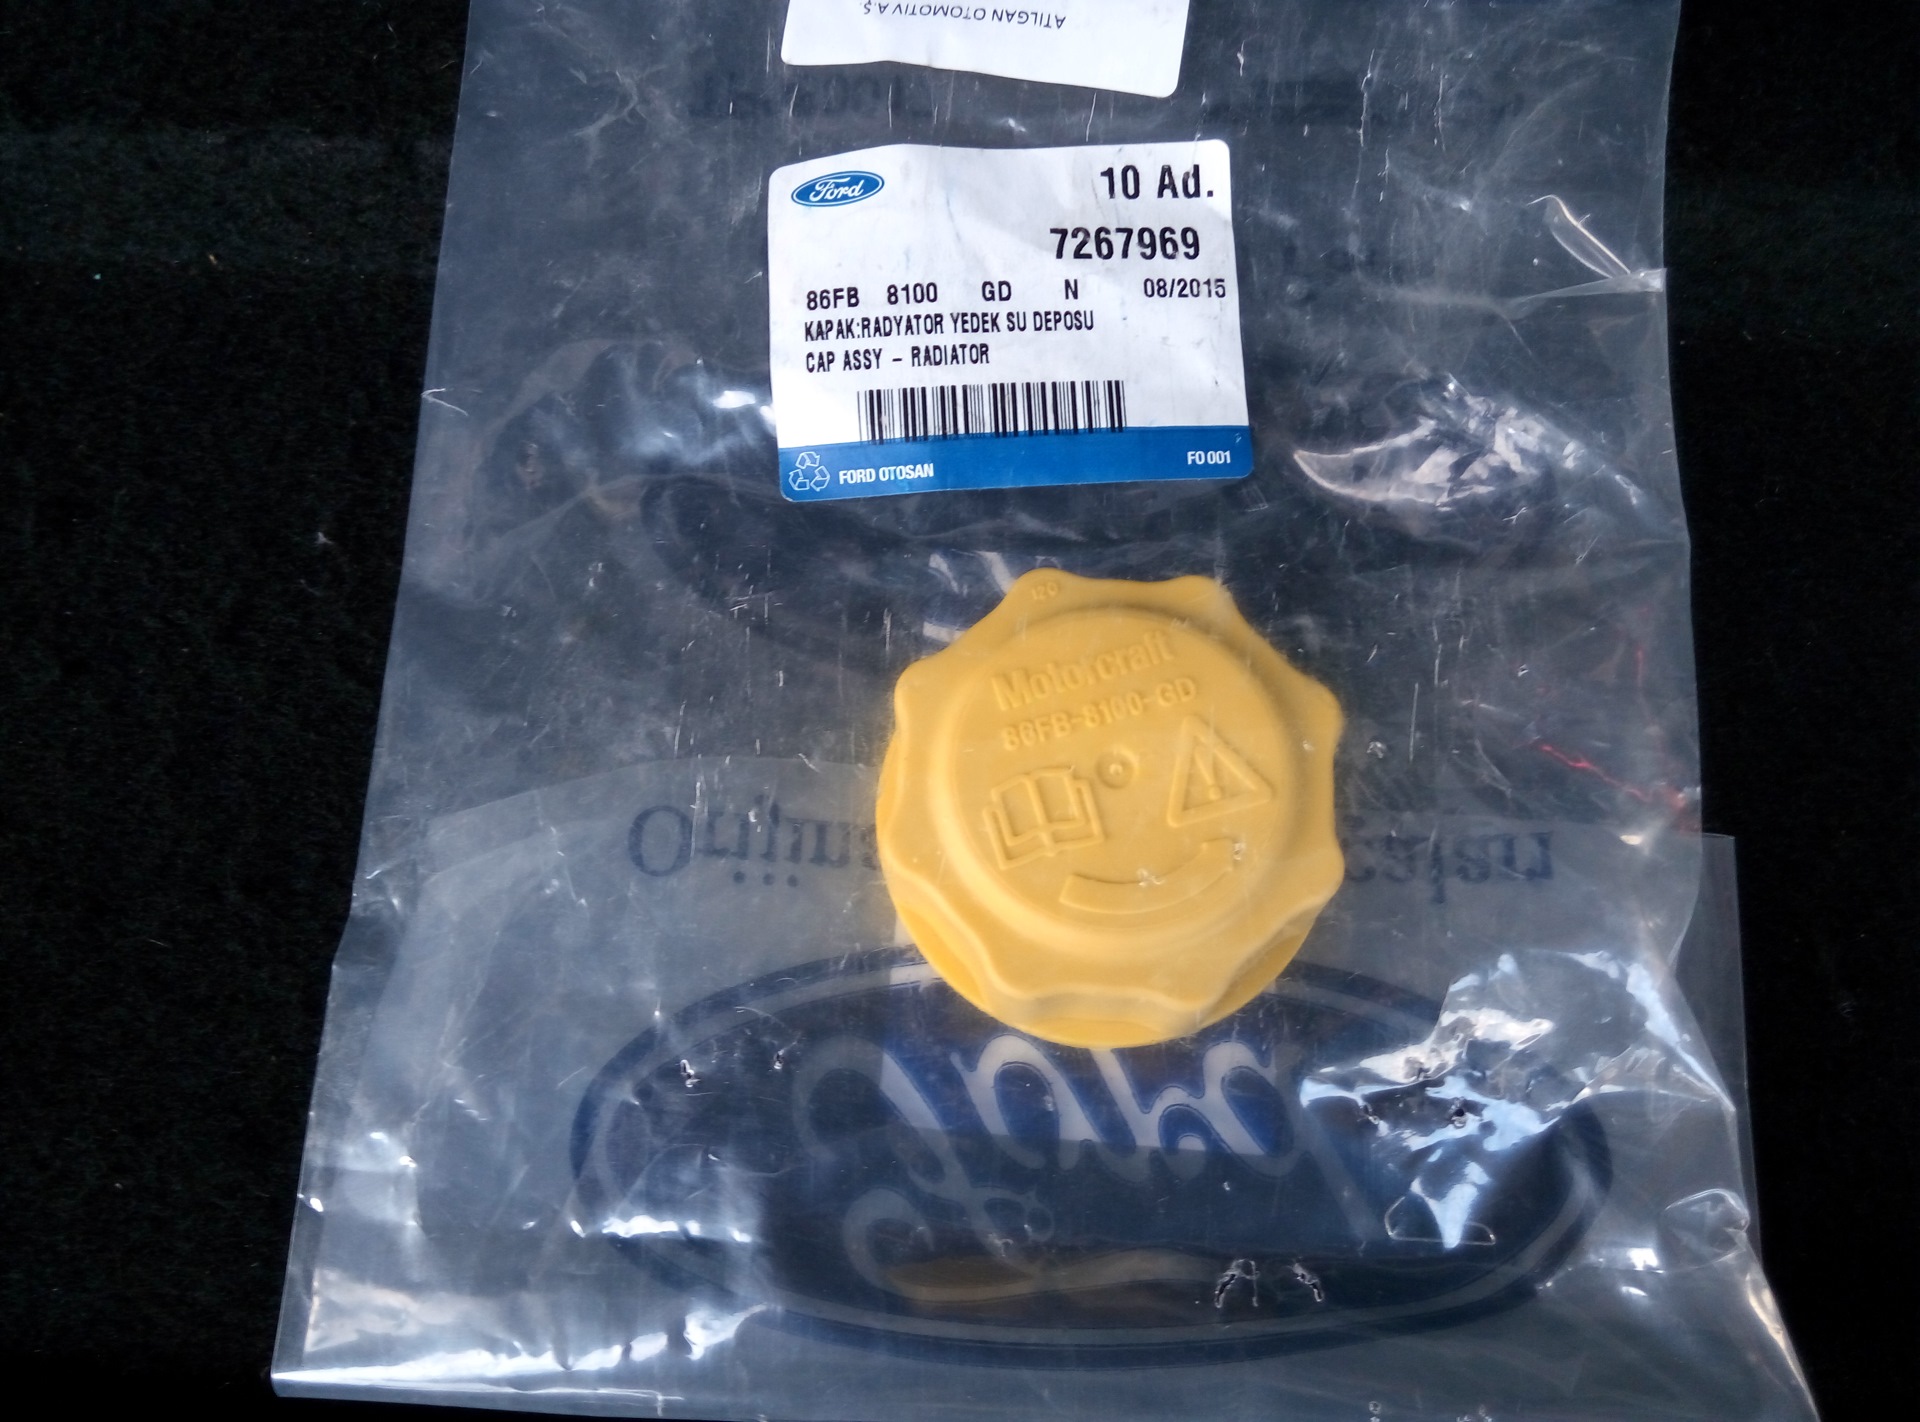 ATILGAN OTOMOTİV A.Ş.
Ford
10 Ad.
7267969
86FB 8100 GD N 08/2015
KAPAK:RADYATOR YEDEK SU DEPOSU
CAP ASSY - RADIATOR
FORD OTOSAN
FO 001
Motorcraft
86FB-8100-GD
Orijinal
Ford